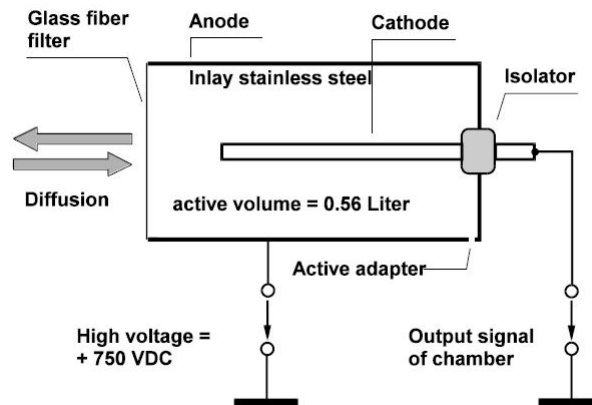 Glass fiber
filter
Anode
Cathode
Inlay stainless steel
Isolator
Diffusion
active volume = 0.56 Liter
Active adapter
High voltage =
+ 750 VDC
Output signal
of chamber